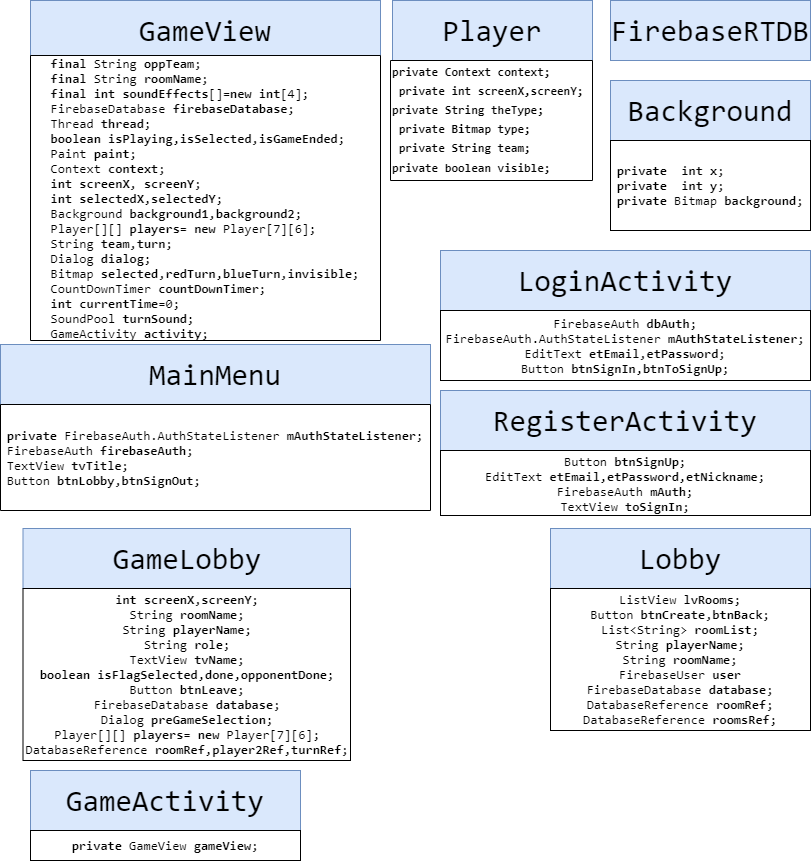 GameView
final String oppTeam;
final String roomName;
final int soundEffects[]=new int[4];
FirebaseDatabase firebaseDatabase;
Thread thread;
boolean isPlaying,isSelected,isGameEnded;
Paint paint;
Context context;
int screenX, screenY;
int selectedX,selectedY;
Background background1,background2;
Player[][] players= new Player[7][6];
String team,turn;
Dialog dialog;
Bitmap selected,redTurn,blueTurn,invisible;
CountDownTimer countDownTimer;
int currentTime=0;
SoundPool turnSound;
GameActivity activity;
Player
private Context context;
private int screenX,screenY;
private String theType;
private Bitmap type;
private String team;
private boolean visible;
FirebaseRTDB
Background
private  int x;
private  int y;
private Bitmap background;
LoginActivity
FirebaseAuth dbAuth;
FirebaseAuth.AuthStateListener mAuthStateListener;
EditText etEmail,etPassword;
Button btnSignIn,btnToSignUp;
MainMenu
private FirebaseAuth.AuthStateListener mAuthStateListener;
FirebaseAuth firebaseAuth;
TextView tvTitle;
Button btnLobby,btnSignOut;
RegisterActivity
Button btnSignUp;
EditText etEmail,etPassword,etNickname;
FirebaseAuth mAuth;
TextView toSignIn;
GameLobby
int screenX,screenY;
String roomName;
String playerName;
String role;
TextView tvName;
boolean isFlagSelected,done,opponentDone;
Button btnLeave;
FirebaseDatabase database;
Dialog preGameSelection;
Player[][] players= new Player[7][6];
DatabaseReference roomRef,player2Ref,turnRef;
Lobby
ListView lvRooms;
Button btnCreate,btnBack;
List<String> roomList;
String playerName;
String roomName;
FirebaseUser user
FirebaseDatabase database;
DatabaseReference roomRef;
DatabaseReference roomsRef;
GameActivity
private GameView gameView;